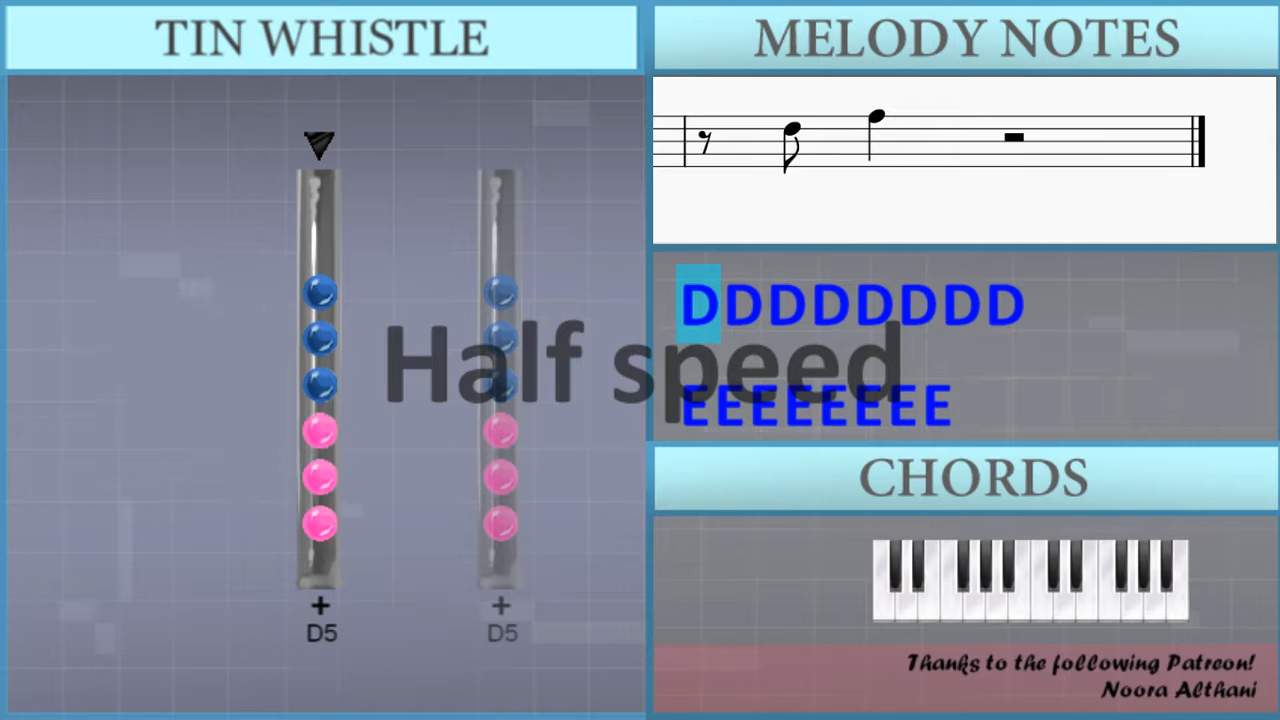 TIN WHISTLE
MELODY NOTES
DDDDDDDD
Half speed
EEEEEEEE
CHORDS
+
D5
+
D5
Thanks to the following Patreon!
Noora Althani